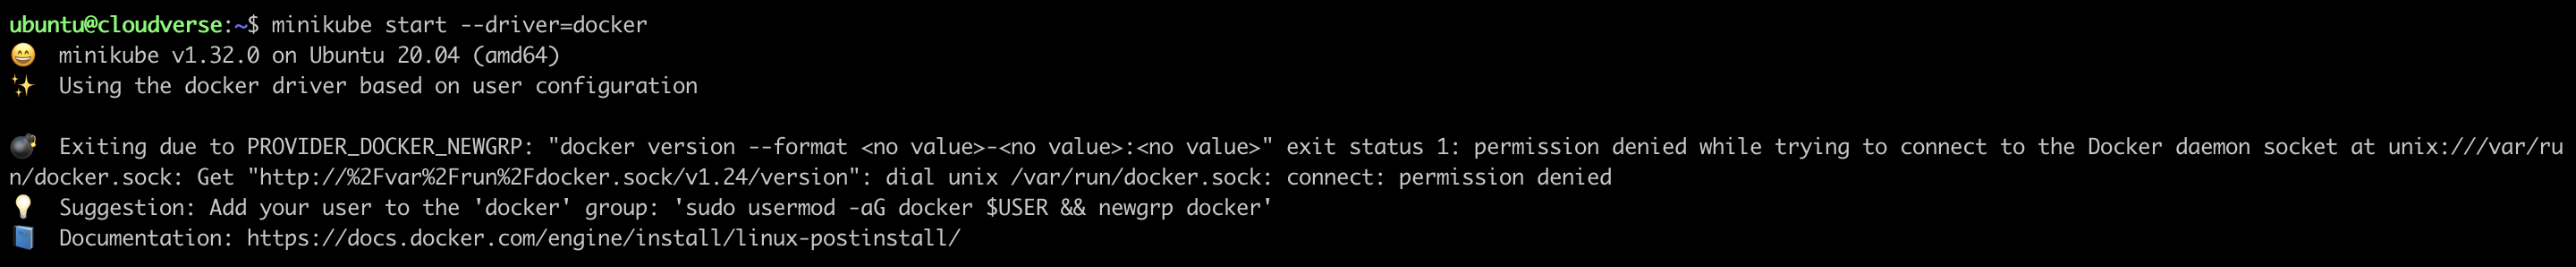 ubuntu@cloudverse:~$ minikube start --driver=docker
😄 minikube v1.32.0 on Ubuntu 20.04 (amd64)
✨ Using the docker driver based on user configuration
💣 Exiting due to PROVIDER_DOCKER_NEWGRP: "docker version --format <no value>-<no value>:<no value>" exit status 1: permission denied while trying to connect to the Docker daemon socket at unix:///var/ru
n/docker.sock: Get "http://%2Fvar%2Frun%2Fdocker.sock/v1.24/version": dial unix /var/run/docker.sock: connect: permission denied
💡 Suggestion: Add your user to the 'docker' group: 'sudo usermod -aG docker $USER && newgrp docker'
📘 Documentation: https://docs.docker.com/engine/install/linux-postinstall/